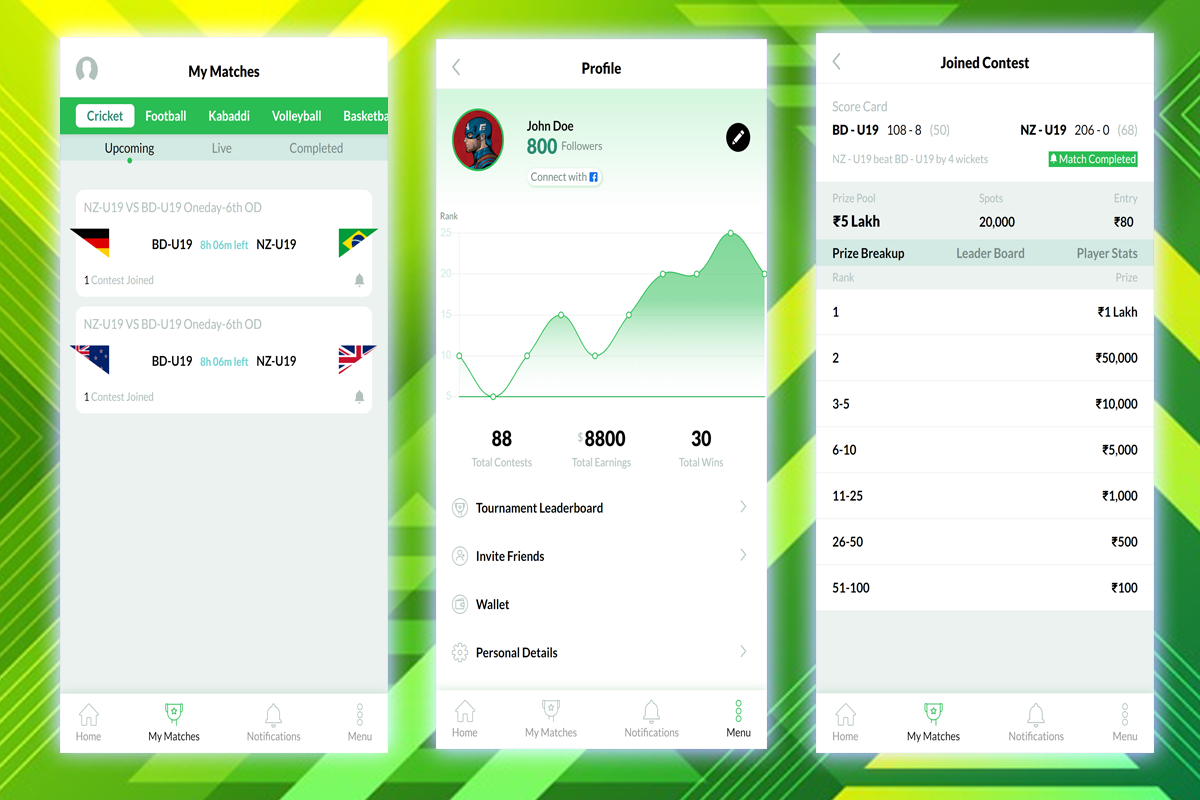 My Matches
Cricket Football Kabaddi Volleyball Basketba
Upcoming Live Completed
NZ-U19 VS BD-U19 Oneday-6th OD
BD-U19 8h 06m left NZ-U19
1 Contest Joined
NZ-U19 VS BD-U19 Oneday-6th OD
BD-U19 8h 06m left NZ-U19
1 Contest Joined
Home My Matches Notifications Menu
Profile
John Doe
800 Followers
Connect with
Rank
25
20
15
10
5
88 $8800 30
Total Contests Total Earnings Total Wins
Tournament Leaderboard
Invite Friends
Wallet
Personal Details
Home My Matches Notifications Menu
Joined Contest
Score Card
BD - U19 108 - 8 (50) NZ - U19 206 - 0 (68)
NZ - U19 beat BD - U19 by 4 wickets Match Completed
Prize Pool Spots Entry
₹5 Lakh 20,000 ₹80
Prize Breakup Leader Board Player Stats
Rank Prize
1 ₹1 Lakh
2 ₹50,000
3-5 ₹10,000
6-10 ₹5,000
11-25 ₹1,000
26-50 ₹500
51-100 ₹100
Home My Matches Notifications Menu